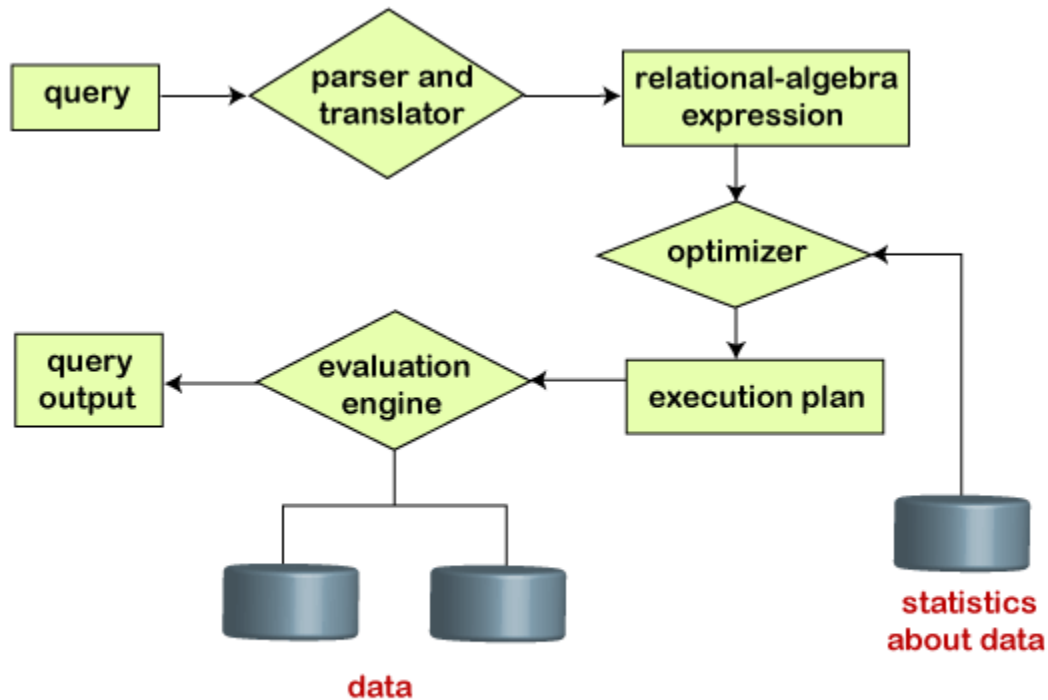 query
parser and
translator
relational-algebra
expression
optimizer
query
output
evaluation
engine
execution plan
statistics
about data
data